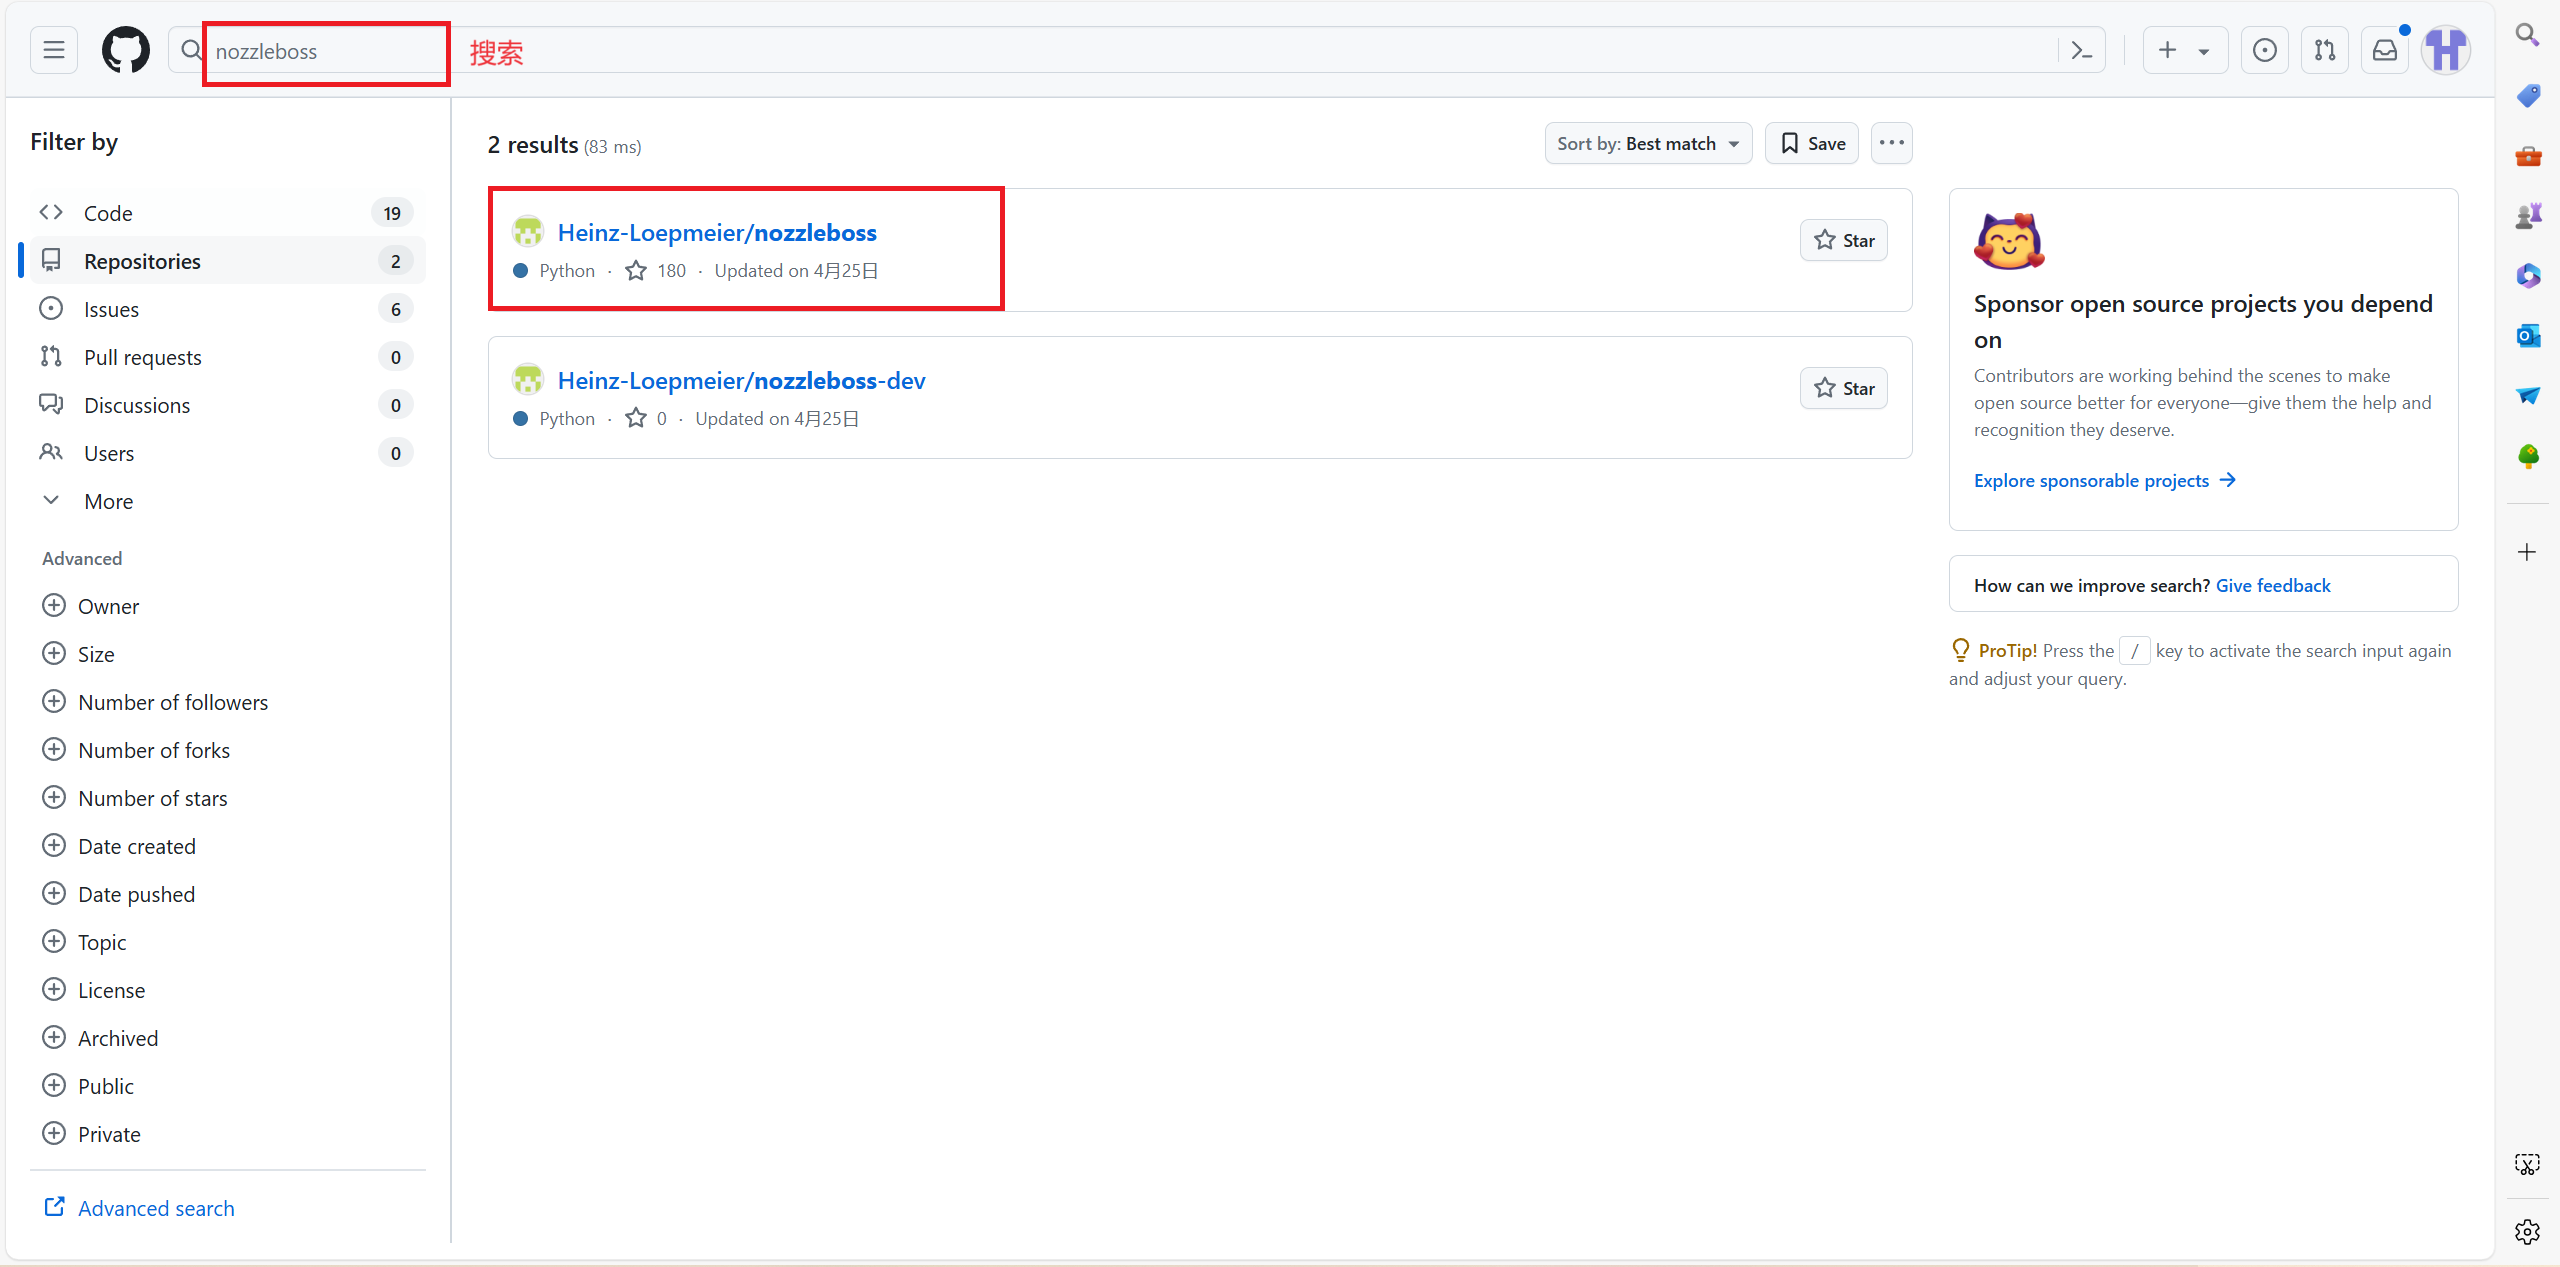 nozzleboss
搜索
Filter by
Code 19
Repositories 2
Issues 6
Pull requests 0
Discussions 0
Users 0
More
Advanced
Owner
Size
Number of followers
Number of forks
Number of stars
Date created
Date pushed
Topic
License
Archived
Public
Private
Advanced search
2 results (83 ms)
Sort by: Best match
Save
Heinz-Loepmeier/nozzleboss
Star
Python · 180 · Updated on 4月25日
Heinz-Loepmeier/nozzleboss-dev
Star
Python · 0 · Updated on 4月25日
Sponsor open source projects you depend
on
Contributors are working behind the scenes to make
open source better for everyone—give them the help and
recognition they deserve.
Explore sponsorable projects
How can we improve search? Give feedback
ProTip! Press the / key to activate the search input again
and adjust your query.